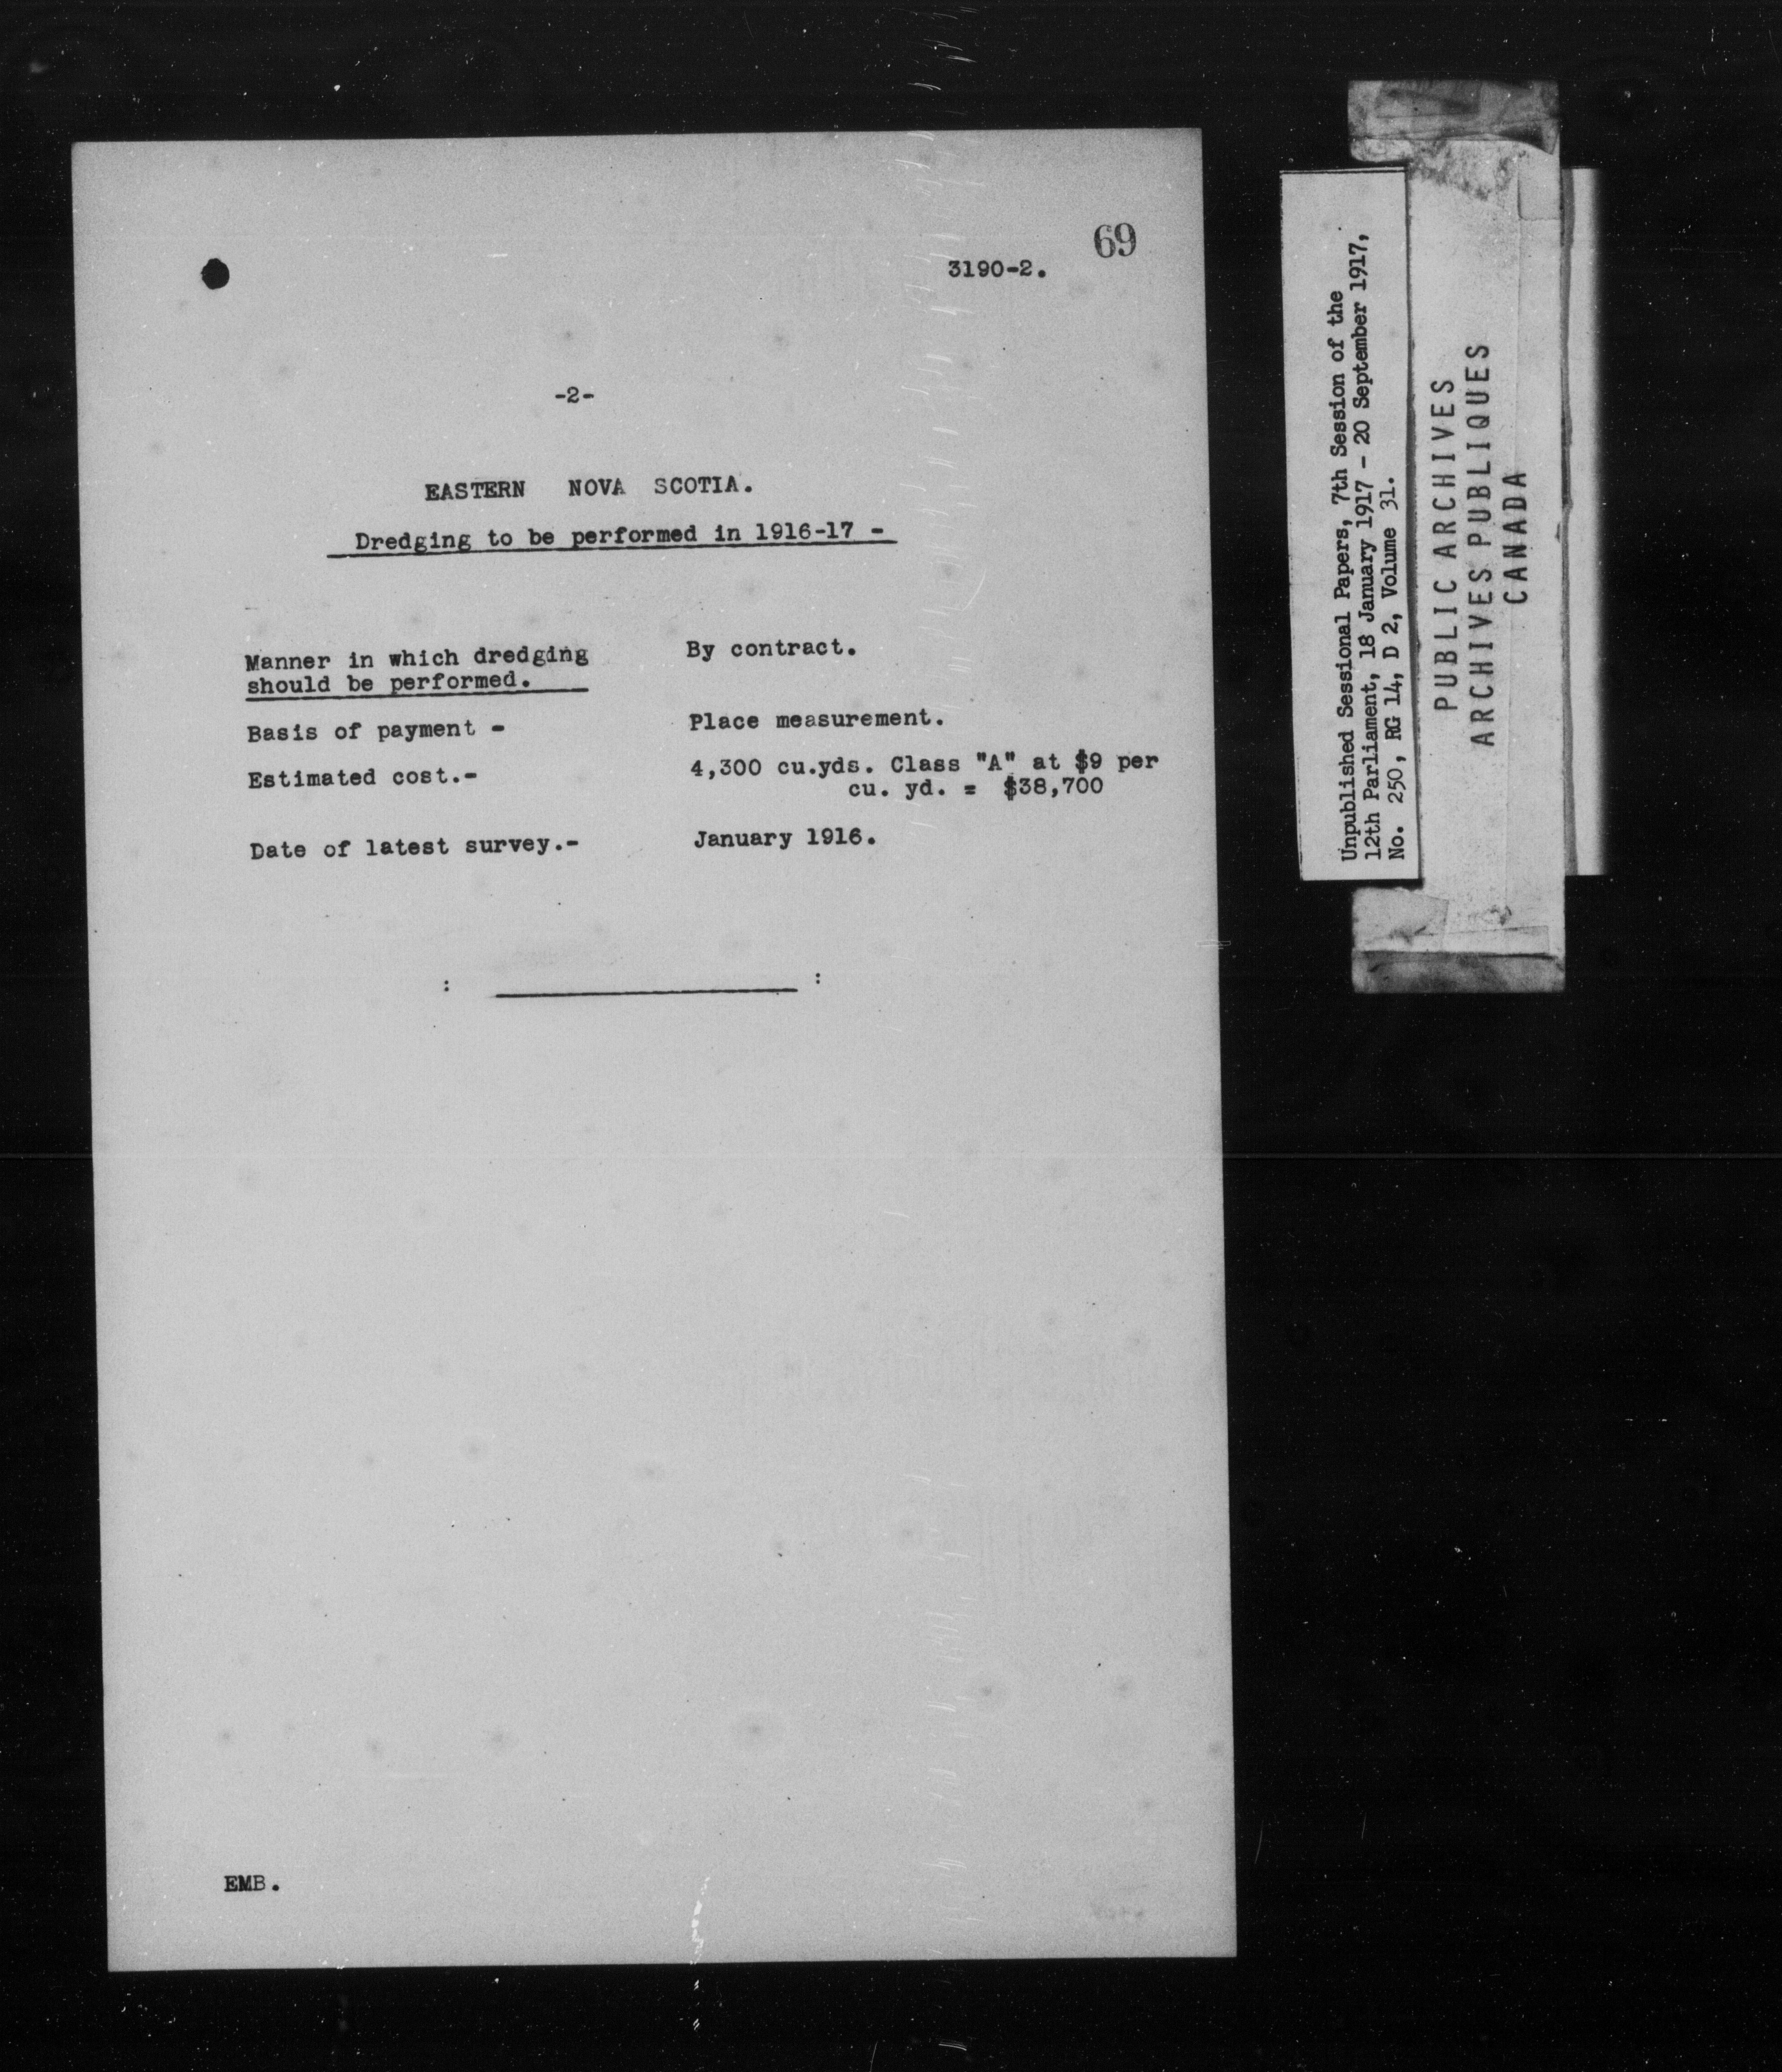 69
3190-2.
-2-
EASTERN NOVA SCOTIA.
Dredging to be performed in 1916-17 -
Manner in which dredging
should be performed.
By contract.
Basis of payment -
Place measurement.
Estimated cost.-
4,300 cu.yds. Class "A" at $9 per
cu. yd. = $38,700
Date of latest survey.-
January 1916.
: :
EMB.
Unpublished Sessional Papers, 7th Session of the
12th Parliament, 18 January 1917 - 20 September 1917,
No. 250, RG 14, D 2, Volume 31.
PUBLIC ARCHIVES
ARCHIVES PUBLIQUES
CANADA